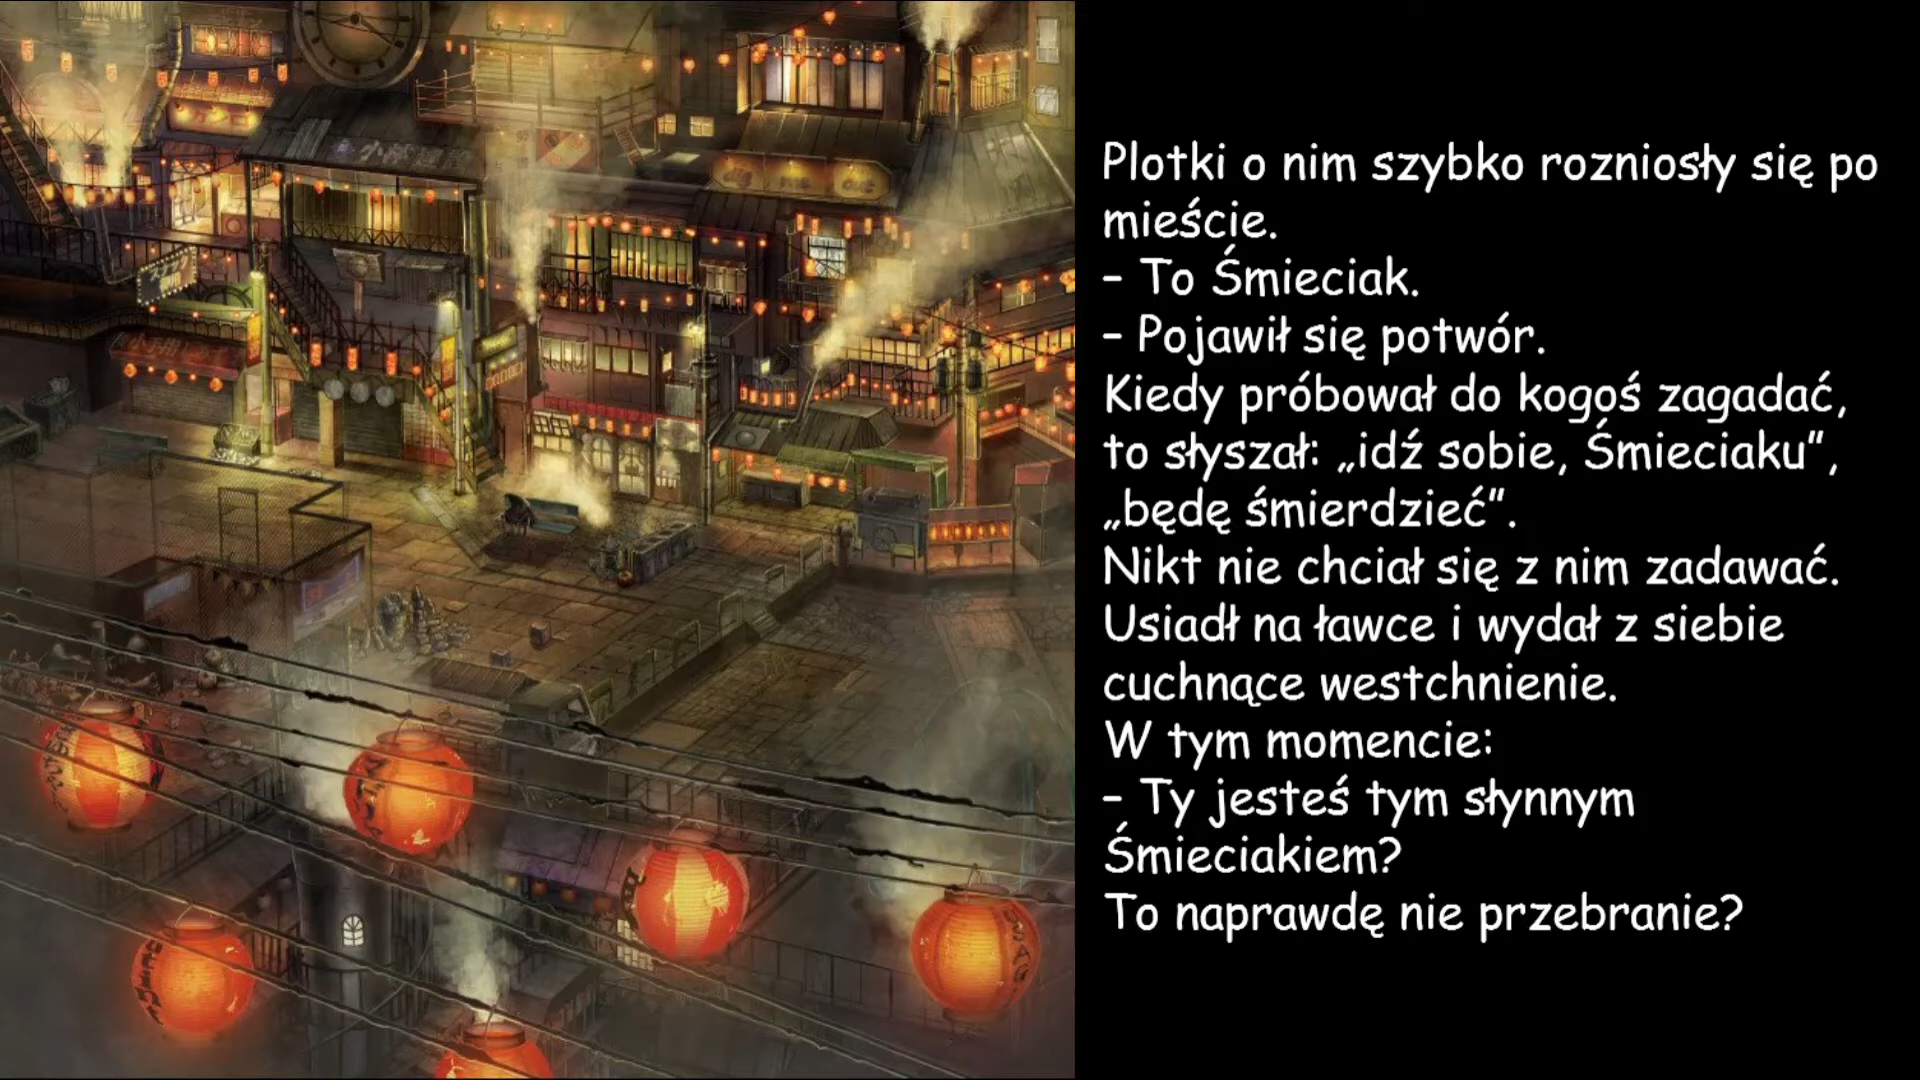 Plotki o nim szybko rozniosły się po
mieście.
– To Śmieciak.
– Pojawił się potwór.
Kiedy próbował do kogoś zagadać,
to słyszał: „idź sobie, Śmieciaku”,
„będę śmierdzieć”.
Nikt nie chciał się z nim zadawać.
Usiadł na ławce i wydał z siebie
cuchnące westchnienie.
W tym momencie:
– Ty jesteś tym słynnym
Śmieciakiem?
To naprawdę nie przebranie?